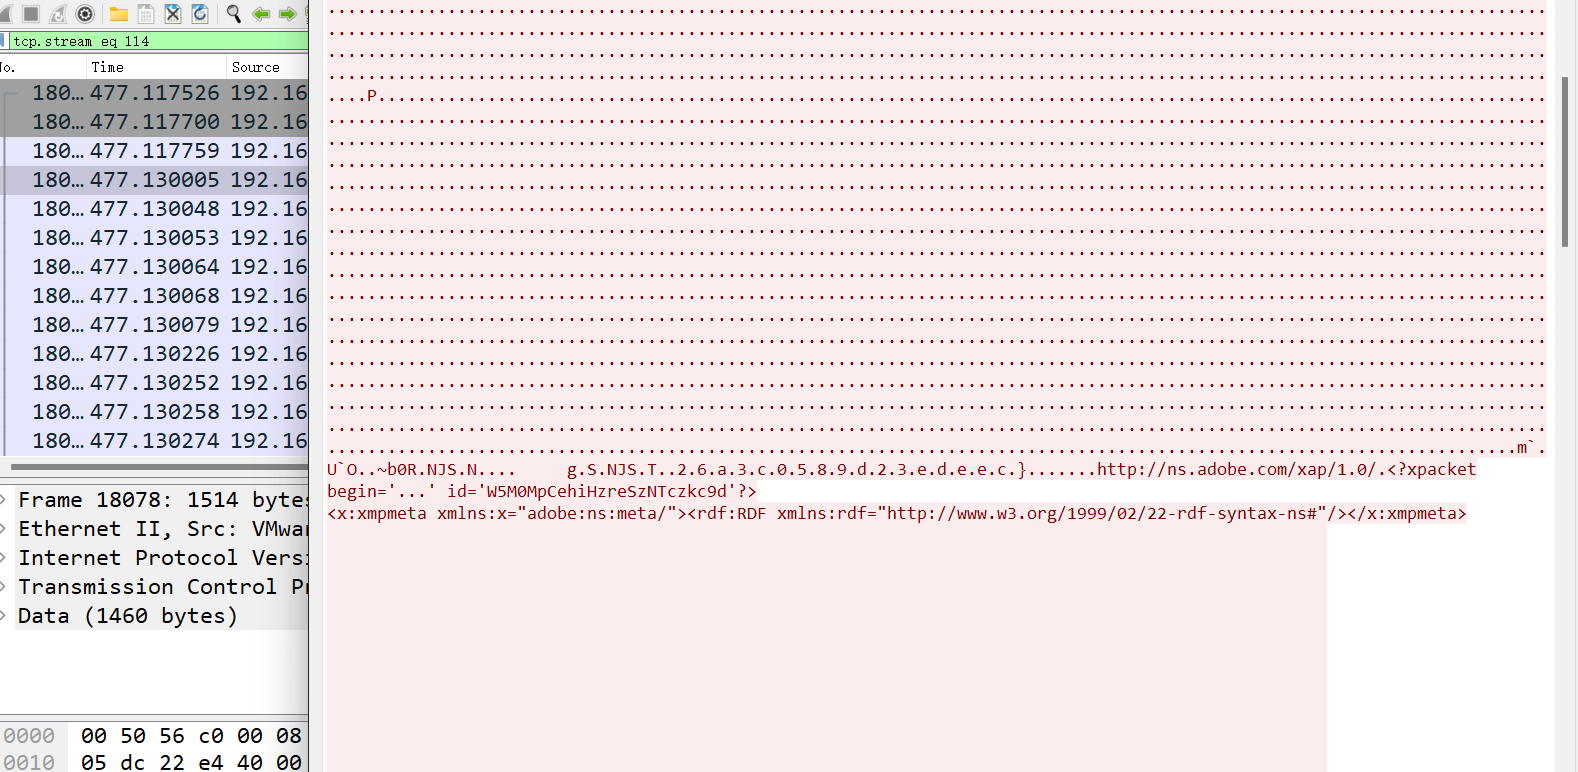 tcp.stream eq 114
No. Time Source
180… 477.117526 192.16
180… 477.117700 192.16
180… 477.117759 192.16
180… 477.130005 192.16
180… 477.130048 192.16
180… 477.130053 192.16
180… 477.130064 192.16
180… 477.130068 192.16
180… 477.130079 192.16
180… 477.130226 192.16
180… 477.130252 192.16
180… 477.130258 192.16
180… 477.130274 192.16
Frame 18078: 1514 bytes
Ethernet II, Src: VMwar
Internet Protocol Versi
Transmission Control Pr
Data (1460 bytes)
0000 00 50 56 c0 00 08
0010 05 dc 22 e4 40 00
....P....
.m`.
U`O..~b0R.NJS.N.... g.S.NJS.T..2.6.a.3.c.0.5.8.9.d.2.3.e.d.e.e.c.}.......http://ns.adobe.com/xap/1.0/.<?xpacket
begin='...' id='W5M0MpCehiHzreSzNTczkc9d'?>
<x:xmpmeta xmlns:x="adobe:ns:meta/"><rdf:RDF xmlns:rdf="http://www.w3.org/1999/02/22-rdf-syntax-ns#"/></x:xmpmeta>